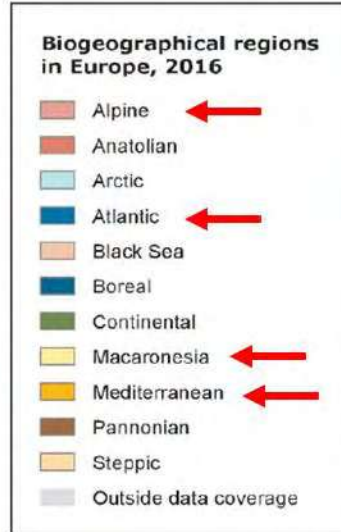 Biogeographical regions
in Europe, 2016
Alpine
Anatolian
Arctic
Atlantic
Black Sea
Boreal
Continental
Macaronesia
Mediterranean
Pannonian
Steppic
Outside data coverage